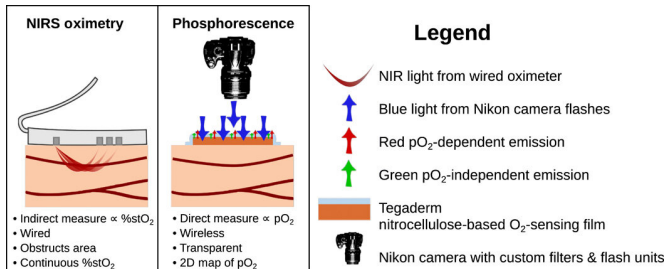 NIRS oximetry
• Indirect measure ∝ %stO₂
• Wired
• Obstructs area
• Continuous %stO₂
Phosphorescence
• Direct measure ∝ pO₂
• Wireless
• Transparent
• 2D map of pO₂
Legend
NIR light from wired oximeter
Blue light from Nikon camera flashes
Red pO₂-dependent emission
Green pO₂-independent emission
Tegaderm
nitrocellulose-based O₂-sensing film
Nikon camera with custom filters & flash units